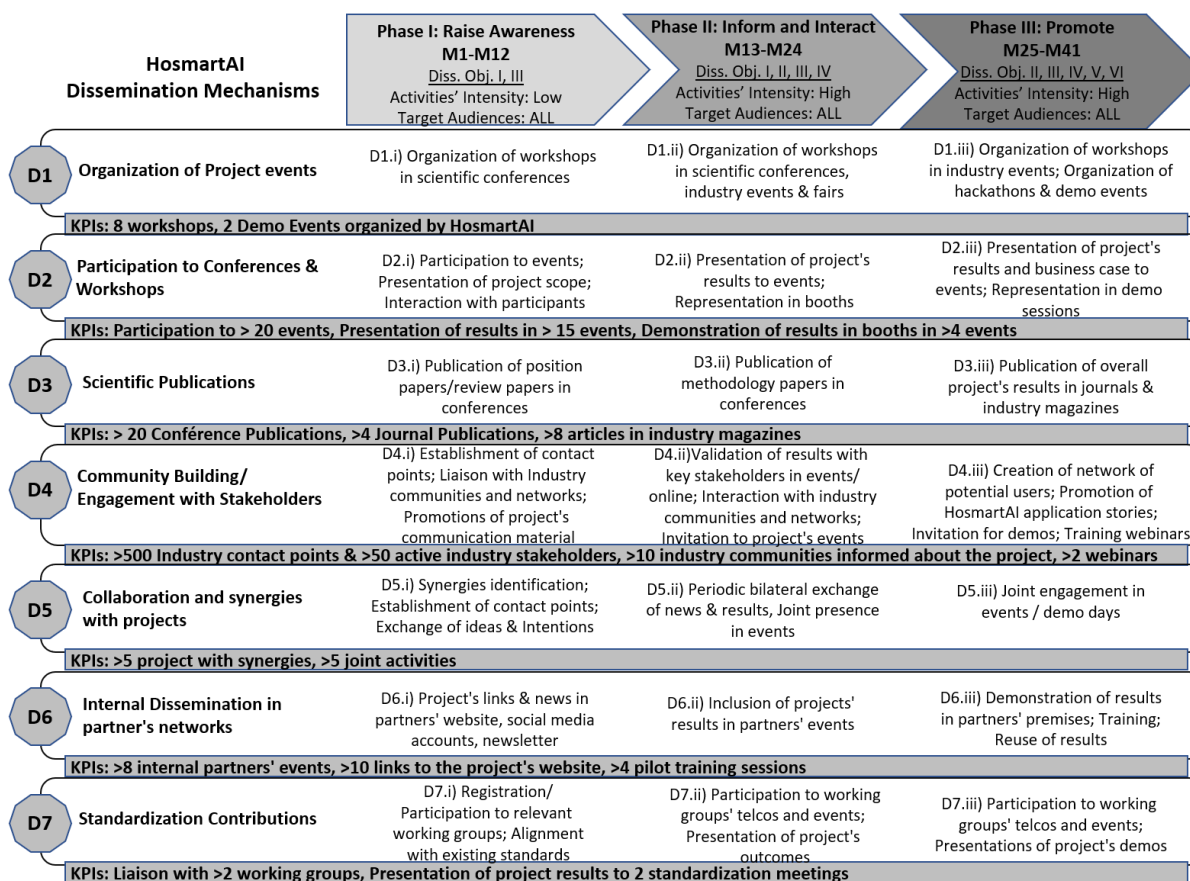 HosmartAI
Dissemination Mechanisms
Phase I: Raise Awareness
M1-M12
Diss. Obj. I, III
Activities' Intensity: Low
Target Audiences: ALL
Phase II: Inform and Interact
M13-M24
Diss. Obj. I, II, III, IV
Activities' Intensity: High
Target Audiences: ALL
Phase III: Promote
M25-M41
Diss. Obj. II, III, IV, V, VI
Activities' Intensity: High
Target Audiences: ALL
D1
Organization of Project events
D1.i) Organization of workshops
in scientific conferences
D1.ii) Organization of workshops
in scientific conferences,
industry events & fairs
D1.iii) Organization of workshops
in industry events; Organization of
hackathons & demo events
KPIs: 8 workshops, 2 Demo Events organized by HosmartAI
D2
Participation to Conferences &
Workshops
D2.i) Participation to events;
Presentation of project scope;
Interaction with participants
D2.ii) Presentation of project's
results to events;
Representation in booths
D2.iii) Presentation of project's
results and business case to
events; Representation in demo
sessions
KPIs: Participation to > 20 events, Presentation of results in > 15 events, Demonstration of results in booths in >4 events
D3
Scientific Publications
D3.i) Publication of position
papers/review papers in
conferences
D3.ii) Publication of
methodology papers in
conferences
D3.iii) Publication of overall
project's results in journals &
industry magazines
KPIs: > 20 Conférence Publications, >4 Journal Publications, >8 articles in industry magazines
D4
Community Building/
Engagement with Stakeholders
D4.i) Establishment of contact
points; Liaison with Industry
communities and networks;
Promotions of project's
communication material
D4.ii)Validation of results with
key stakeholders in events/
online; Interaction with industry
communities and networks;
Invitation to project's events
D4.iii) Creation of network of
potential users; Promotion of
HosmartAI application stories;
Invitation for demos; Training webinars
KPIs: >500 Industry contact points & >50 active industry stakeholders, >10 industry communities informed about the project, >2 webinars
D5
Collaboration and synergies
with projects
D5.i) Synergies identification;
Establishment of contact points;
Exchange of ideas & Intentions
D5.ii) Periodic bilateral exchange
of news & results, Joint presence
in events
D5.iii) Joint engagement in
events / demo days
KPIs: >5 project with synergies, >5 joint activities
D6
Internal Dissemination in
partner's networks
D6.i) Project's links & news in
partners' website, social media
accounts, newsletter
D6.ii) Inclusion of projects'
results in partners' events
D6.iii) Demonstration of results
in partners' premises; Training;
Reuse of results
KPIs: >8 internal partners' events, >10 links to the project's website, >4 pilot training sessions
D7
Standardization Contributions
D7.i) Registration/
Participation to relevant
working groups; Alignment
with existing standards
D7.ii) Participation to working
groups' telcos and events;
Presentation of project's
outcomes
D7.iii) Participation to working
groups' telcos and events;
Presentations of project's demos
KPIs: Liaison with >2 working groups, Presentation of project results to 2 standardization meetings